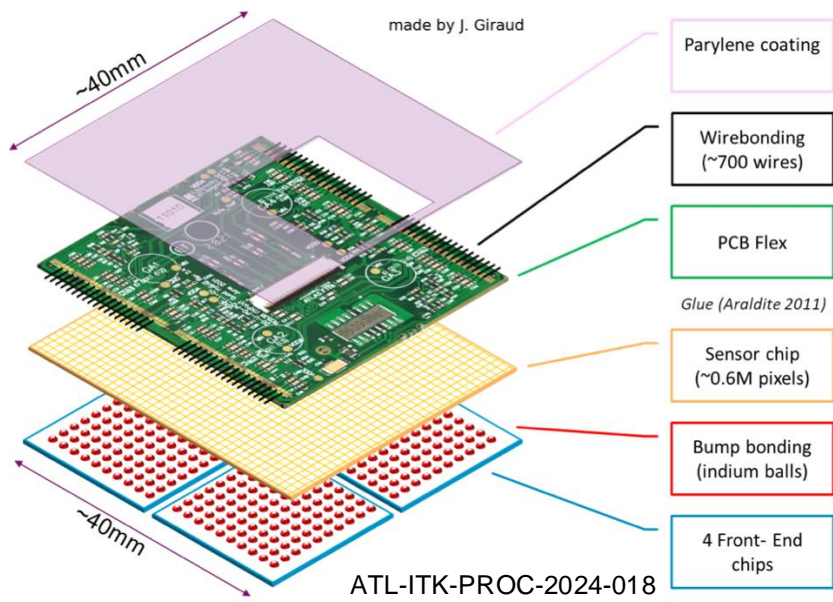 made by J. Giraud
~40mm
Parylene coating
Wirebonding
(~700 wires)
PCB Flex
Glue (Araldite 2011)
Sensor chip
(~0.6M pixels)
Bump bonding
(indium balls)
4 Front- End
chips
~40mm
ATL-ITK-PROC-2024-018